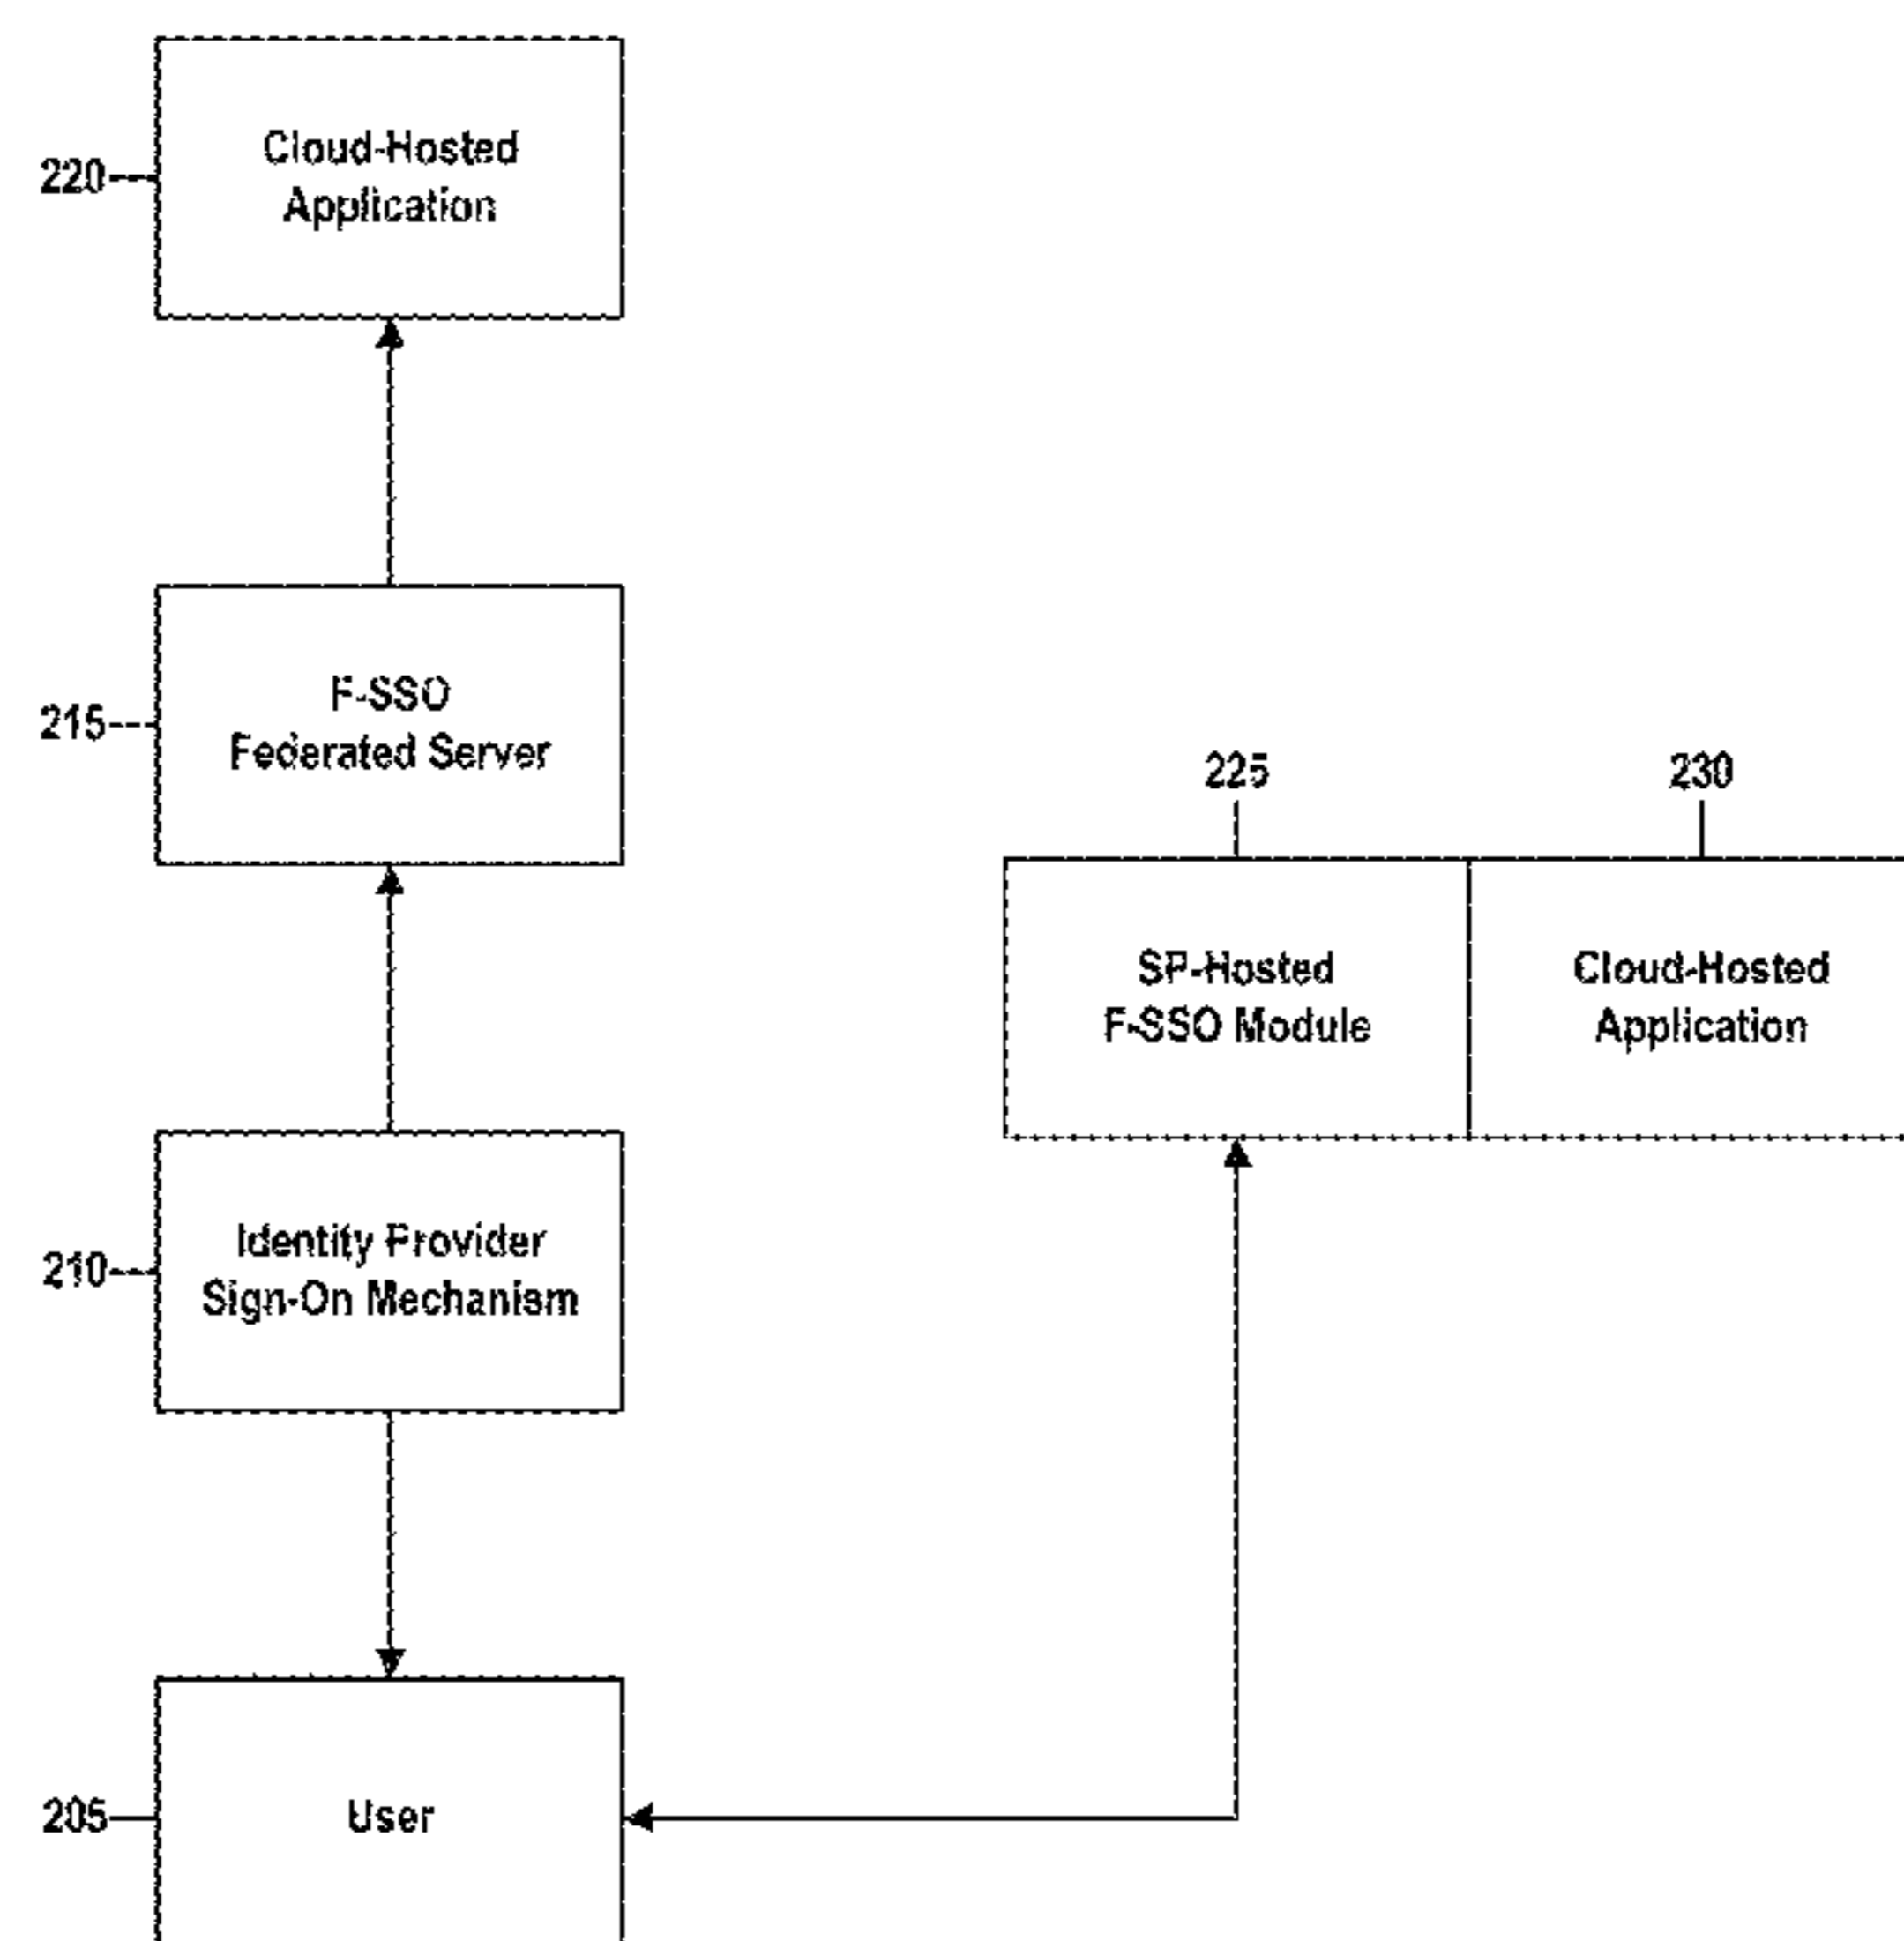 220
Cloud-Hosted
Application
215
F-SSO
Federated Server
225
230
SP-Hosted
F-SSO Module
Cloud-Hosted
Application
210
Identity Provider
Sign-On Mechanism
205
User